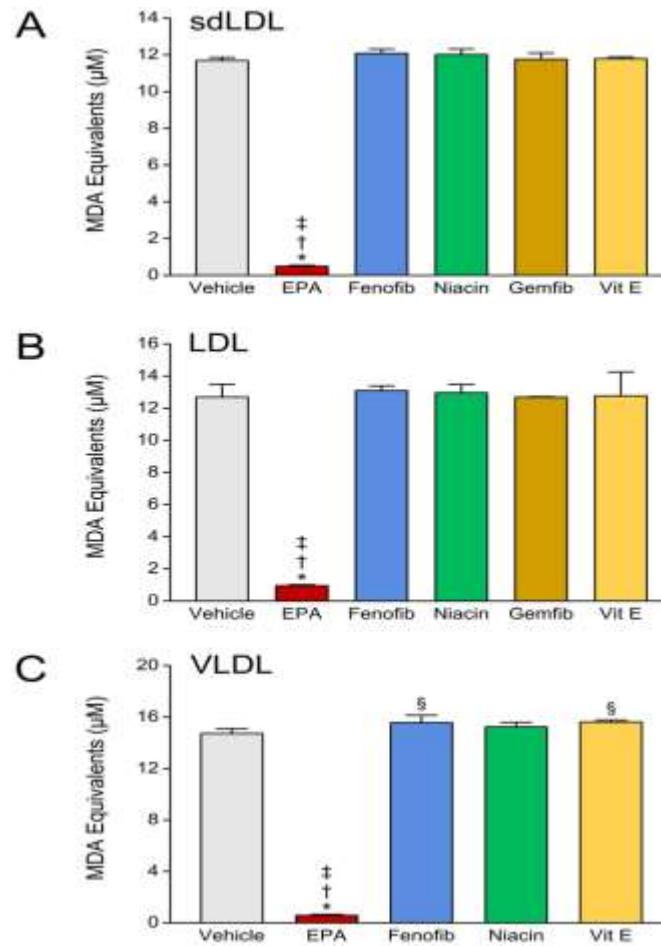 A
sdLDL
MDA Equivalents (µM)
14
12
10
8
6
4
2
0
‡
†
*
Vehicle EPA Fenofib Niacin Gemfib Vit E
B
LDL
MDA Equivalents (µM)
16
14
12
10
8
6
4
2
0
‡
†
*
Vehicle EPA Fenofib Niacin Gemfib Vit E
C
VLDL
MDA Equivalents (µM)
20
16
12
8
4
0
‡
†
*
§ §
Vehicle EPA Fenofib Niacin Vit E